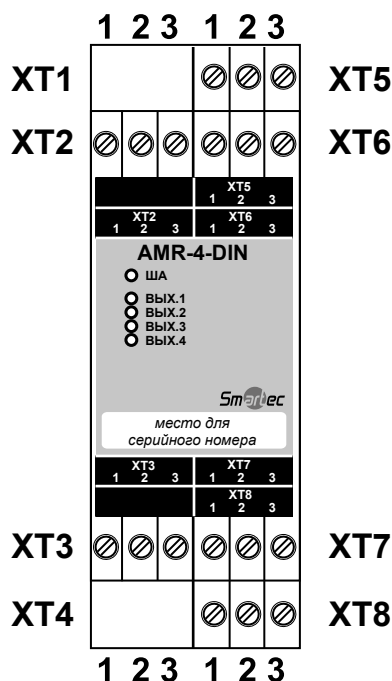 1 2 3 1 2 3
XT1 XT5
XT2 XT6
XT5
1 2 3
XT2 XT6
1 2 3 1 2 3
AMR-4-DIN
ША
ВЫХ.1
ВЫХ.2
ВЫХ.3
ВЫХ.4
Smartec
место для
серийного номера
XT3 XT7
1 2 3 1 2 3
XT8
1 2 3
XT3 XT7
XT4 XT8
1 2 3 1 2 3